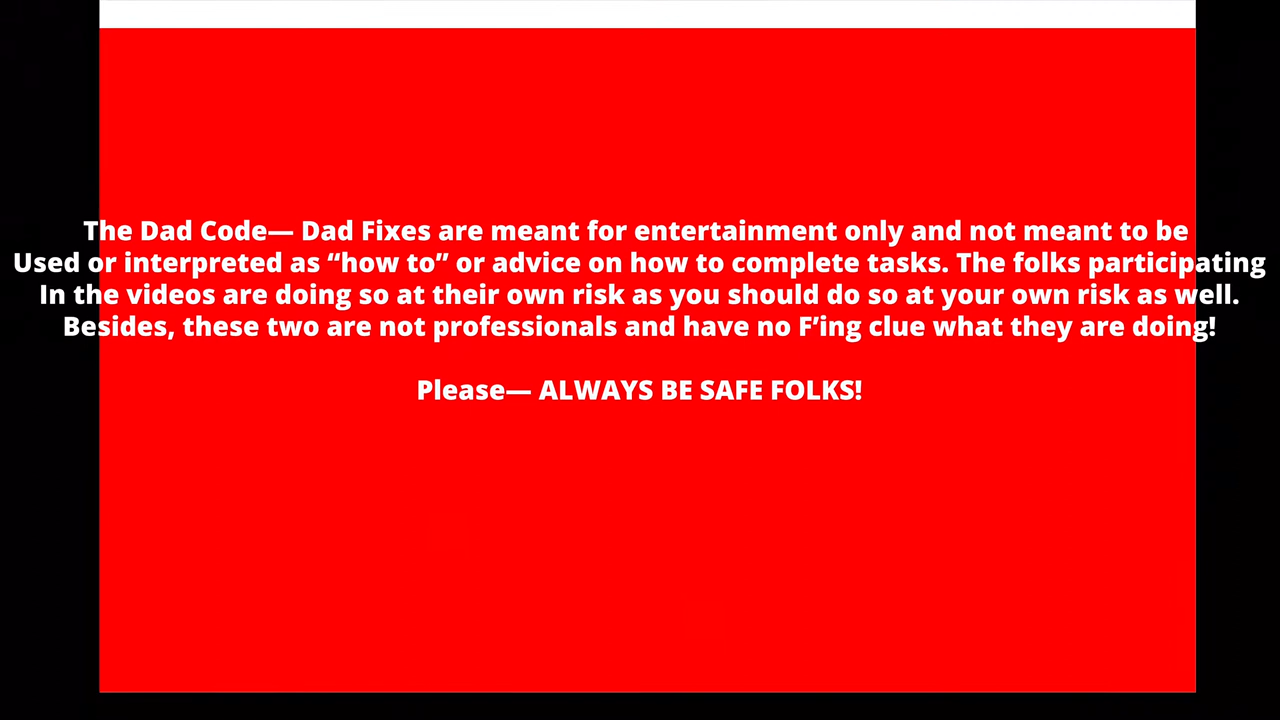 The Dad Code— Dad Fixes are meant for entertainment only and not meant to be
Used or interpreted as “how to” or advice on how to complete tasks. The folks participating
In the videos are doing so at their own risk as you should do so at your own risk as well.
Besides, these two are not professionals and have no F’ing clue what they are doing!
Please— ALWAYS BE SAFE FOLKS!